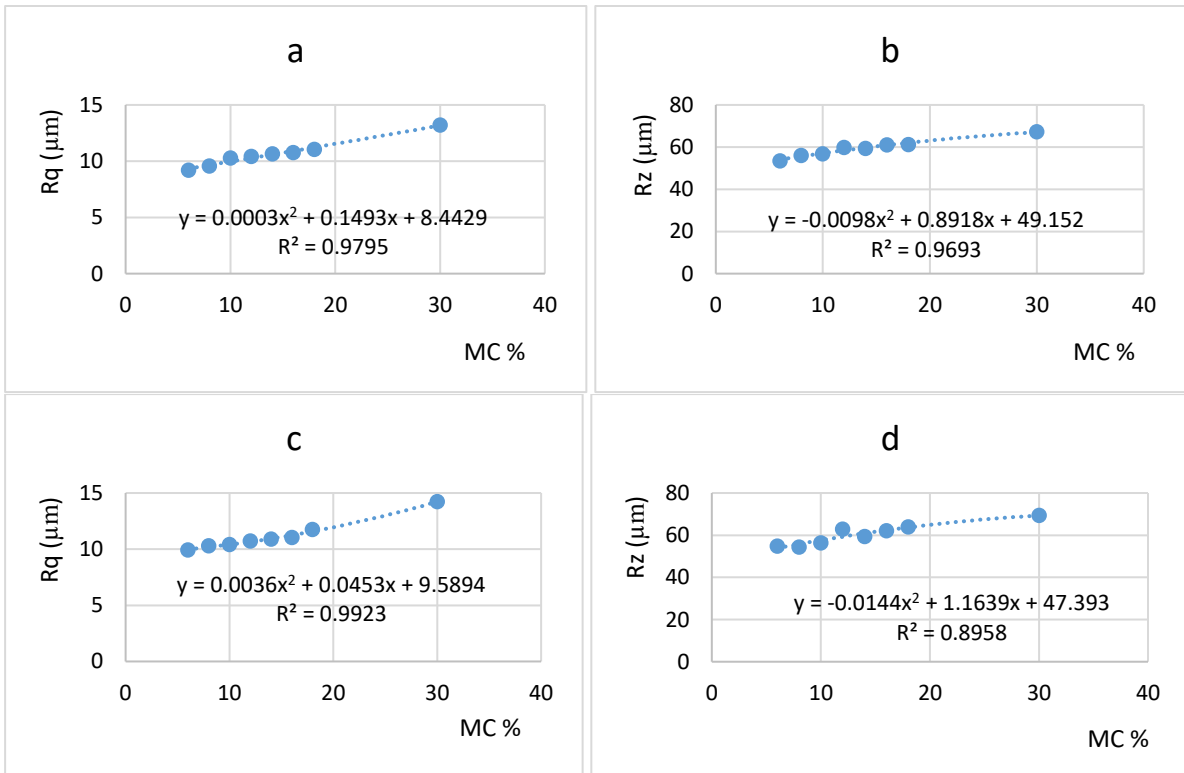 a
Rq (μm)
15
10
5
0
y = 0.0003x² + 0.1493x + 8.4429
R² = 0.9795
0 10 20 30 40
MC %
b
Rz (μm)
80
60
40
20
0
y = -0.0098x² + 0.8918x + 49.152
R² = 0.9693
0 10 20 30 40
MC %
c
Rq (μm)
15
10
5
0
y = 0.0036x² + 0.0453x + 9.5894
R² = 0.9923
0 10 20 30 40
MC %
d
Rz (μm)
80
60
40
20
0
y = -0.0144x² + 1.1639x + 47.393
R² = 0.8958
0 10 20 30 40
MC %